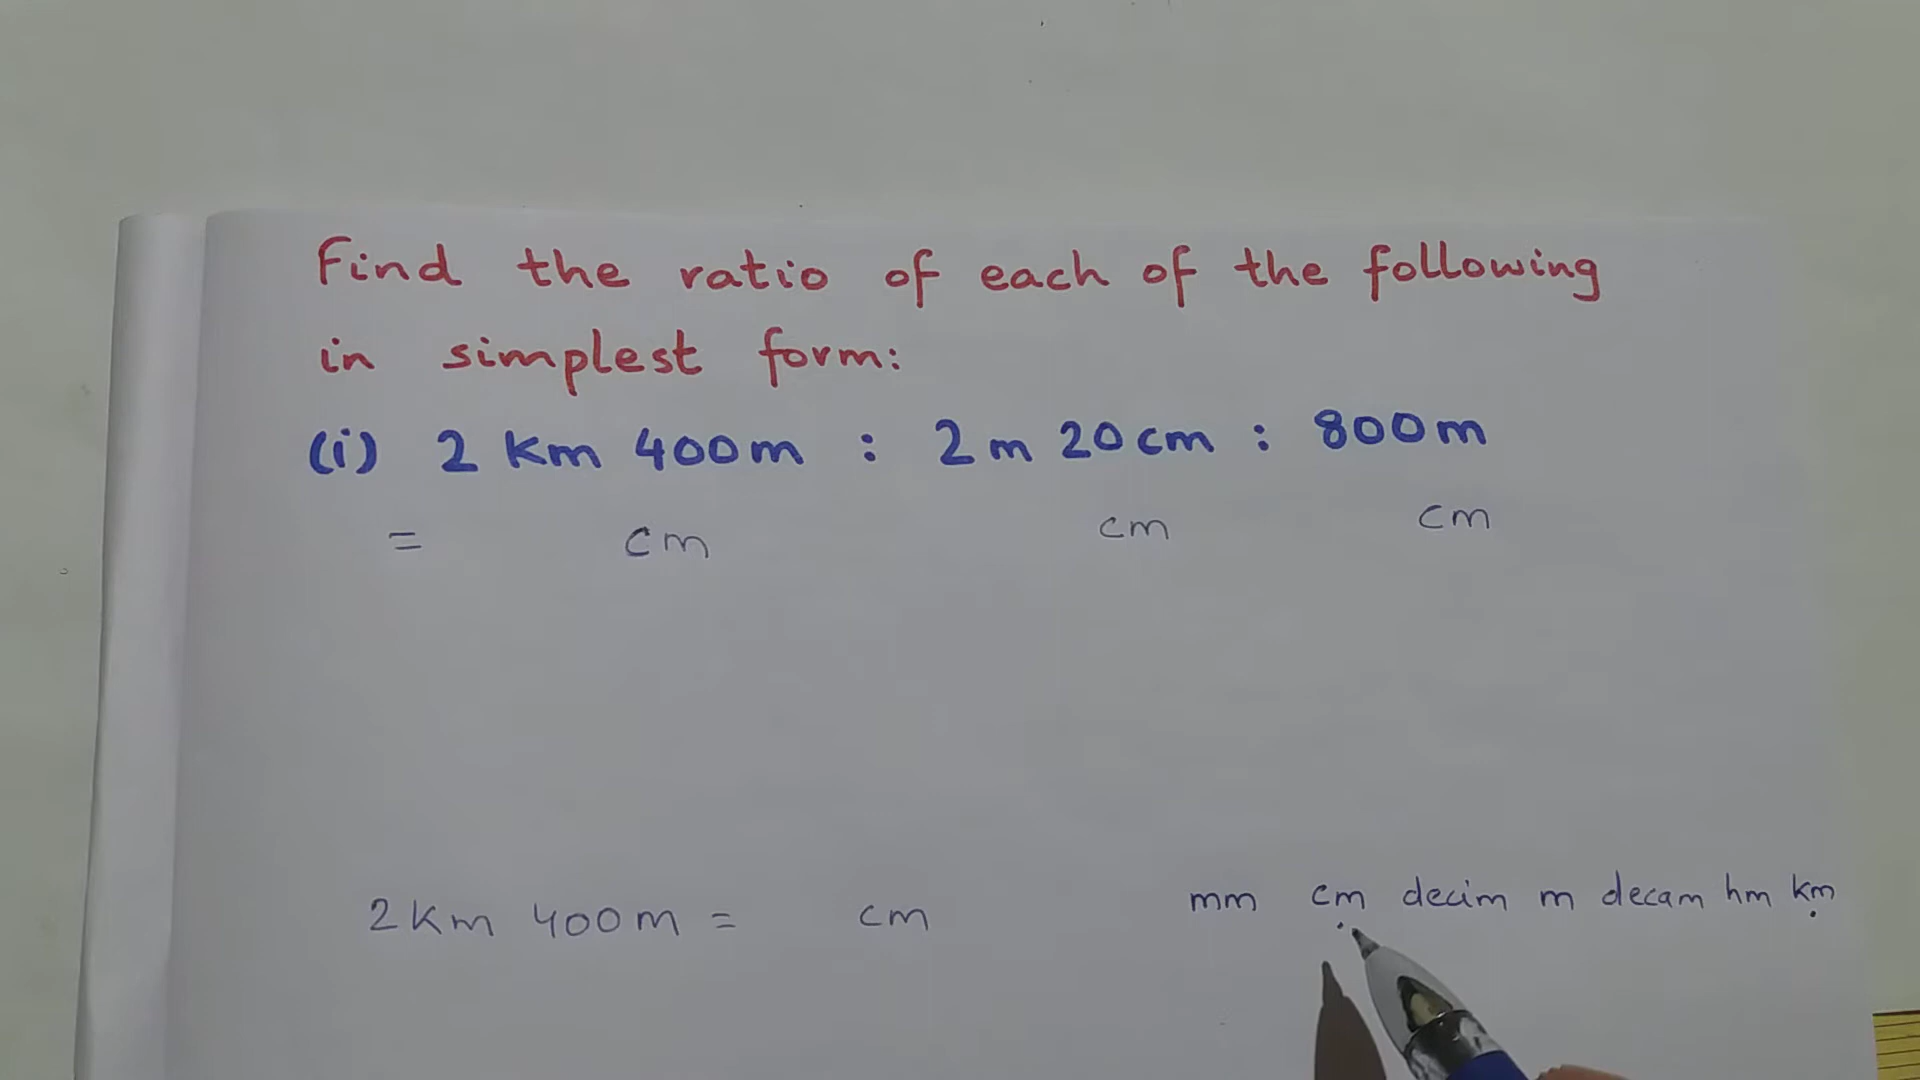 Find the ratio of each of the following
in simplest form:
(i) 2 Km 400m : 2m 20cm : 800m
= cm cm cm
2Km 400m = cm
mm cm decim m decam hm km